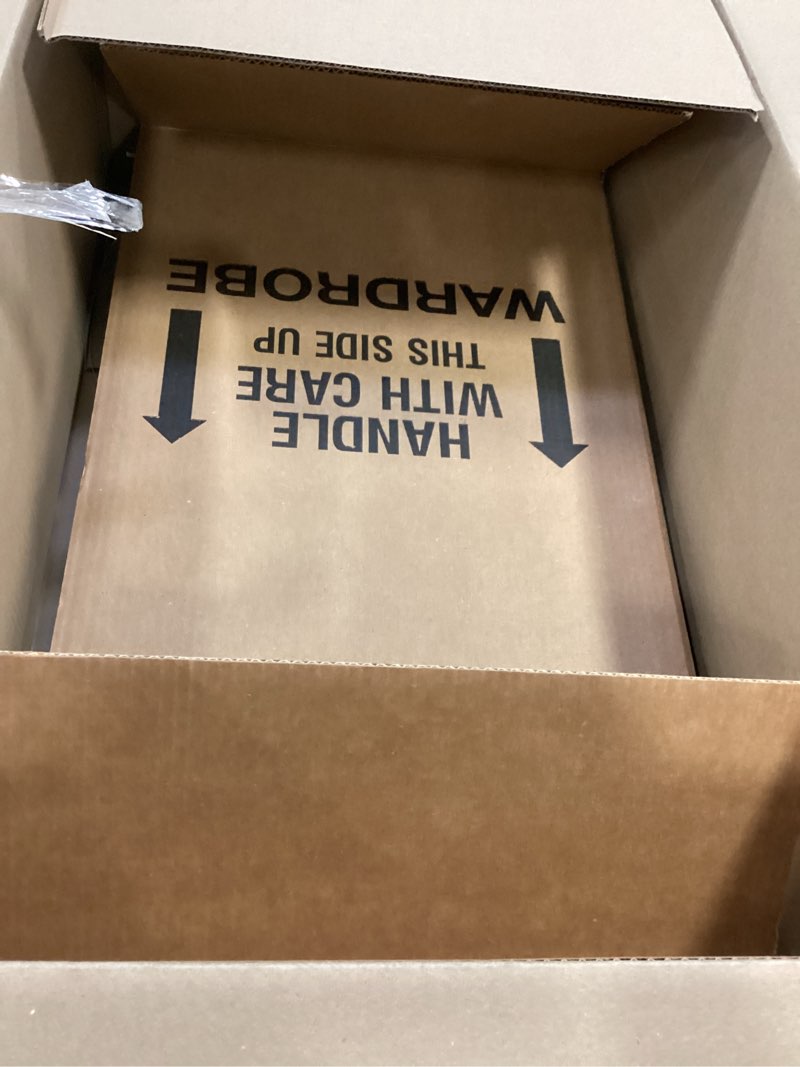 HANDLE
WITH CARE
THIS SIDE UP
WARDROBE